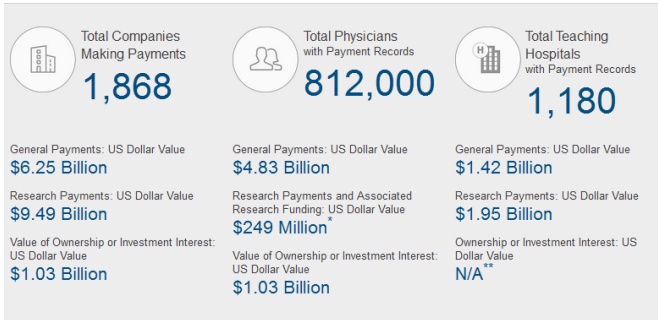 Total Companies
Making Payments
1,868
General Payments: US Dollar Value
$6.25 Billion
Research Payments: US Dollar Value
$9.49 Billion
Value of Ownership or Investment Interest:
US Dollar Value
$1.03 Billion
Total Physicians
with Payment Records
812,000
General Payments: US Dollar Value
$4.83 Billion
Research Payments and Associated
Research Funding: US Dollar Value
$249 Million*
Value of Ownership or Investment Interest:
US Dollar Value
$1.03 Billion
H
Total Teaching
Hospitals
with Payment Records
1,180
General Payments: US Dollar Value
$1.42 Billion
Research Payments: US Dollar Value
$1.95 Billion
Ownership or Investment Interest: US
Dollar Value
N/A**